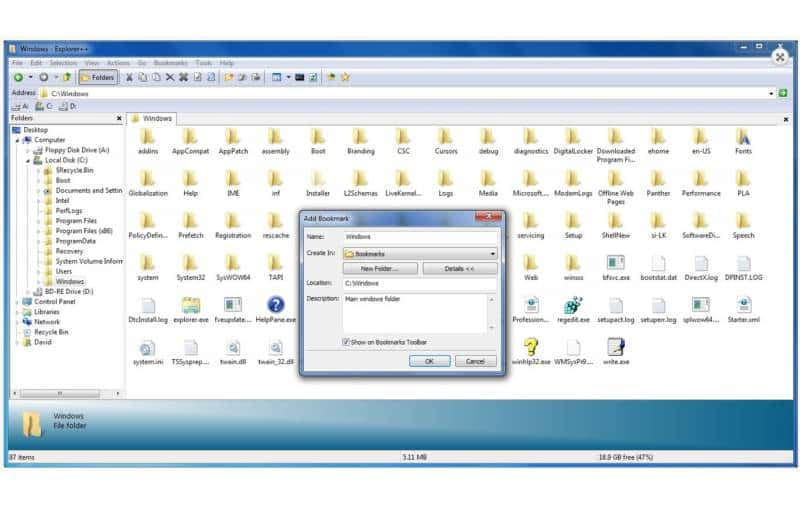 Windows - Explorer++
File Edit Selection View Actions Go Bookmarks Tools Help
Folders
Address C:\Windows
A: C: D:
Folders
Windows
Desktop
Computer
Floppy Disk Drive (A:)
Local Disk (C:)
$Recycle.Bin
Boot
Documents and Settin
Intel
PerfLogs
Program Files
Program Files (x86)
ProgramData
Recovery
System Volume Inform
Users
Windows
BD-RE Drive (D:)
Control Panel
Libraries
Network
Recycle Bin
David
addins AppCompat AppPatch assembly Boot Branding CSC Cursors debug diagnostics DigitalLocker Downloaded Program Fi... ehome en-US Fonts
Globalization Help IME inf Installer L2Schemas LiveKernel... Logs Media Microsoft.... ModemLogs Offline Web Pages Panther Performance PLA
PolicyDefin... Prefetch Registration rescache servicing Setup ShellNew si-LK SoftwareDi... Speech
system System32 SysWOW64 TAPI Web winsxs bfsvc.exe bootstat.dat DirectX.log DPINST.LOG
DtcInstall.log explorer.exe fveupdate... HelpPane.ex... Profession... regedit.exe setupact.log setuperr.log splwow64... Starter.xml
system.ini TSSysprep... twain.dll twain_32.dll winhlp32.exe WMSysPr9... write.exe
Add Bookmark
Name: Windows
Create In: Bookmarks
New Folder... Details <<
Location: C:\Windows
Description: Main windows folder
Show on Bookmarks Toolbar
OK Cancel
Windows
File folder
87 items 5.11 MB 18.8 GB free (47%)